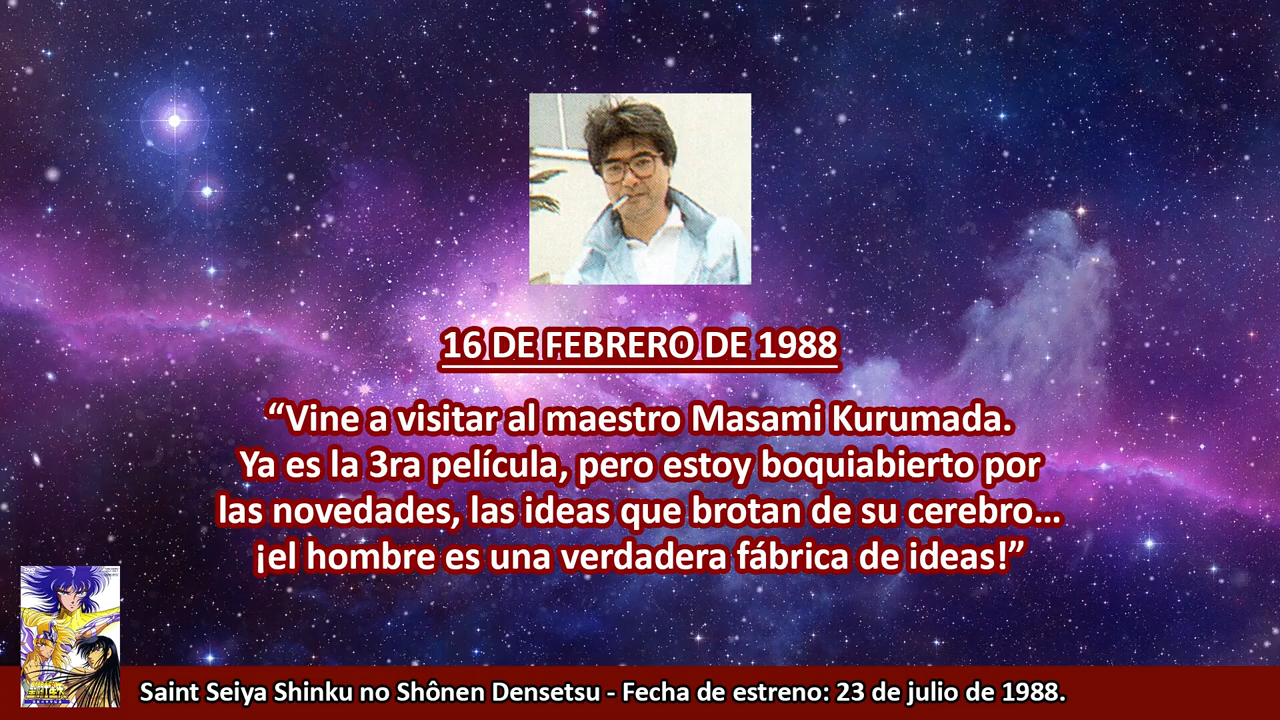 16 DE FEBRERO DE 1988
“Vine a visitar al maestro Masami Kurumada.
Ya es la 3ra película, pero estoy boquiabierto por
las novedades, las ideas que brotan de su cerebro...
¡el hombre es una verdadera fábrica de ideas!”
Saint Seiya Shinku no Shônen Densetsu - Fecha de estreno: 23 de julio de 1988.